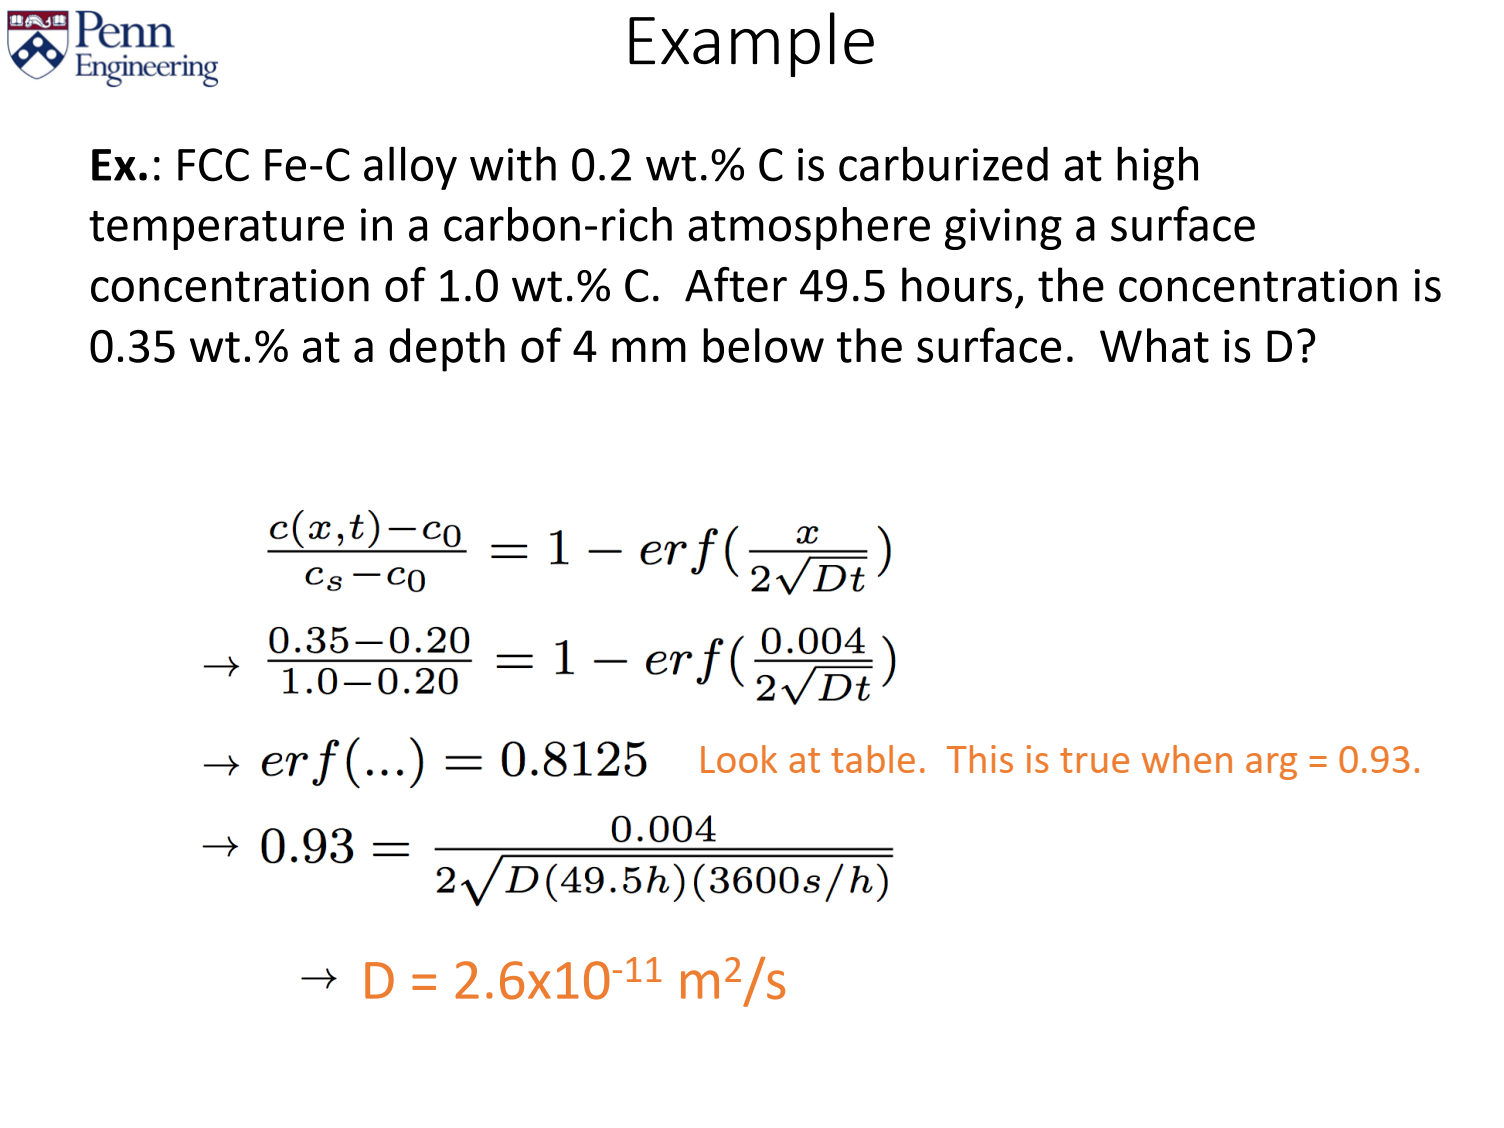 Penn
Engineering
Example
Ex.: FCC Fe-C alloy with 0.2 wt.% C is carburized at high
temperature in a carbon-rich atmosphere giving a surface
concentration of 1.0 wt.% C.  After 49.5 hours, the concentration is
0.35 wt.% at a depth of 4 mm below the surface.  What is D?
\frac{c(x,t)-c_0}{c_s-c_0} = 1 - erf(\frac{x}{2\sqrt{Dt}})
→ \frac{0.35-0.20}{1.0-0.20} = 1 - erf(\frac{0.004}{2\sqrt{Dt}})
→ erf(...) = 0.8125 Look at table.  This is true when arg = 0.93.
→ 0.93 = \frac{0.004}{2\sqrt{D(49.5h)(3600s/h)}}
→ D = 2.6x10⁻¹¹ m²/s